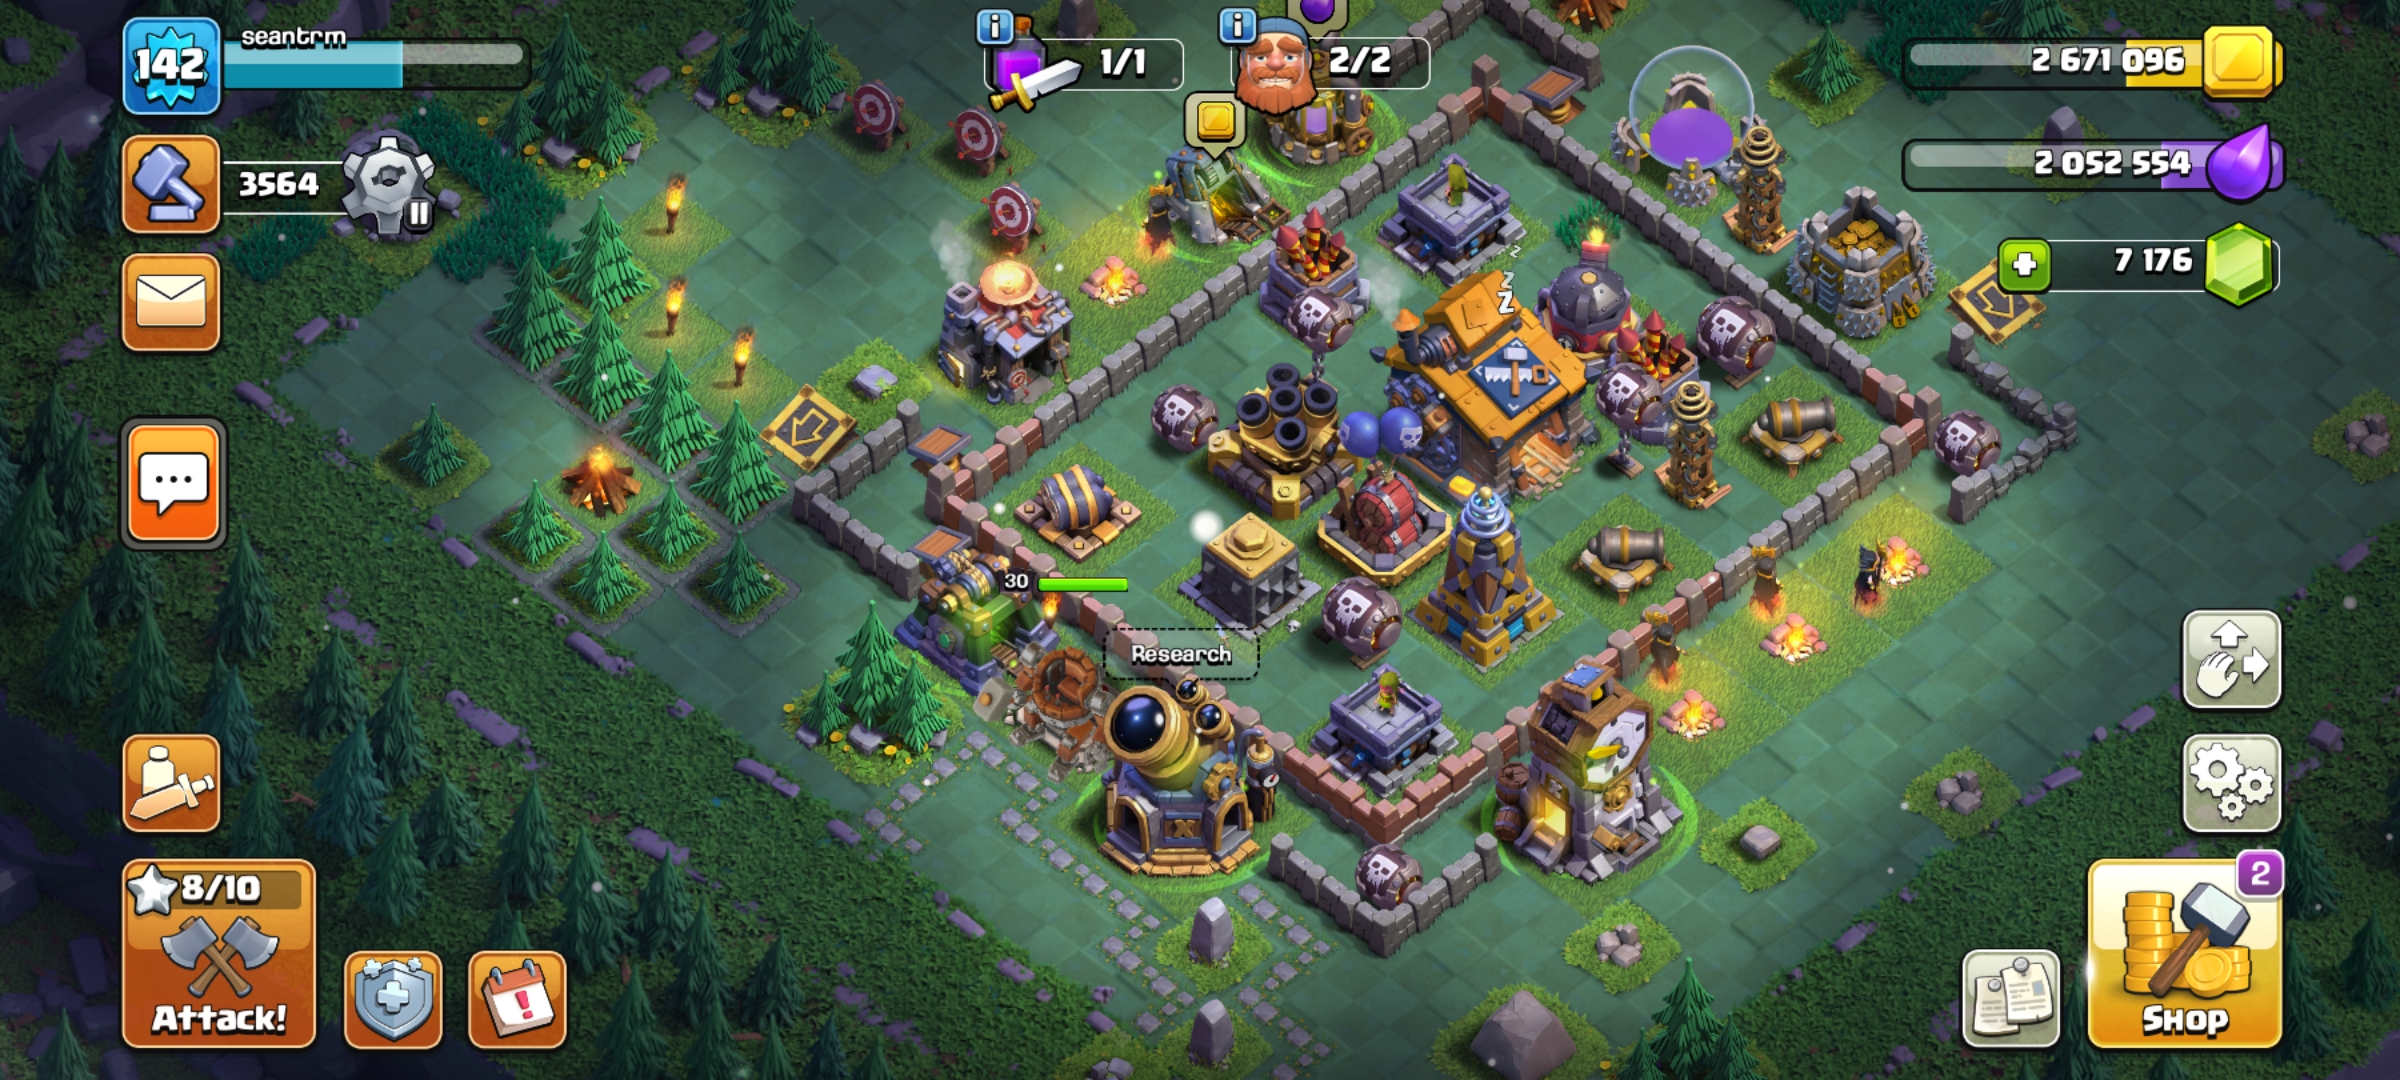 142
seantrm
i
1/1
i
2/2
2 671 096
3564
2 052 554
7 176
z
z
Z
30
Research
8/10
Attack!
2
Shop